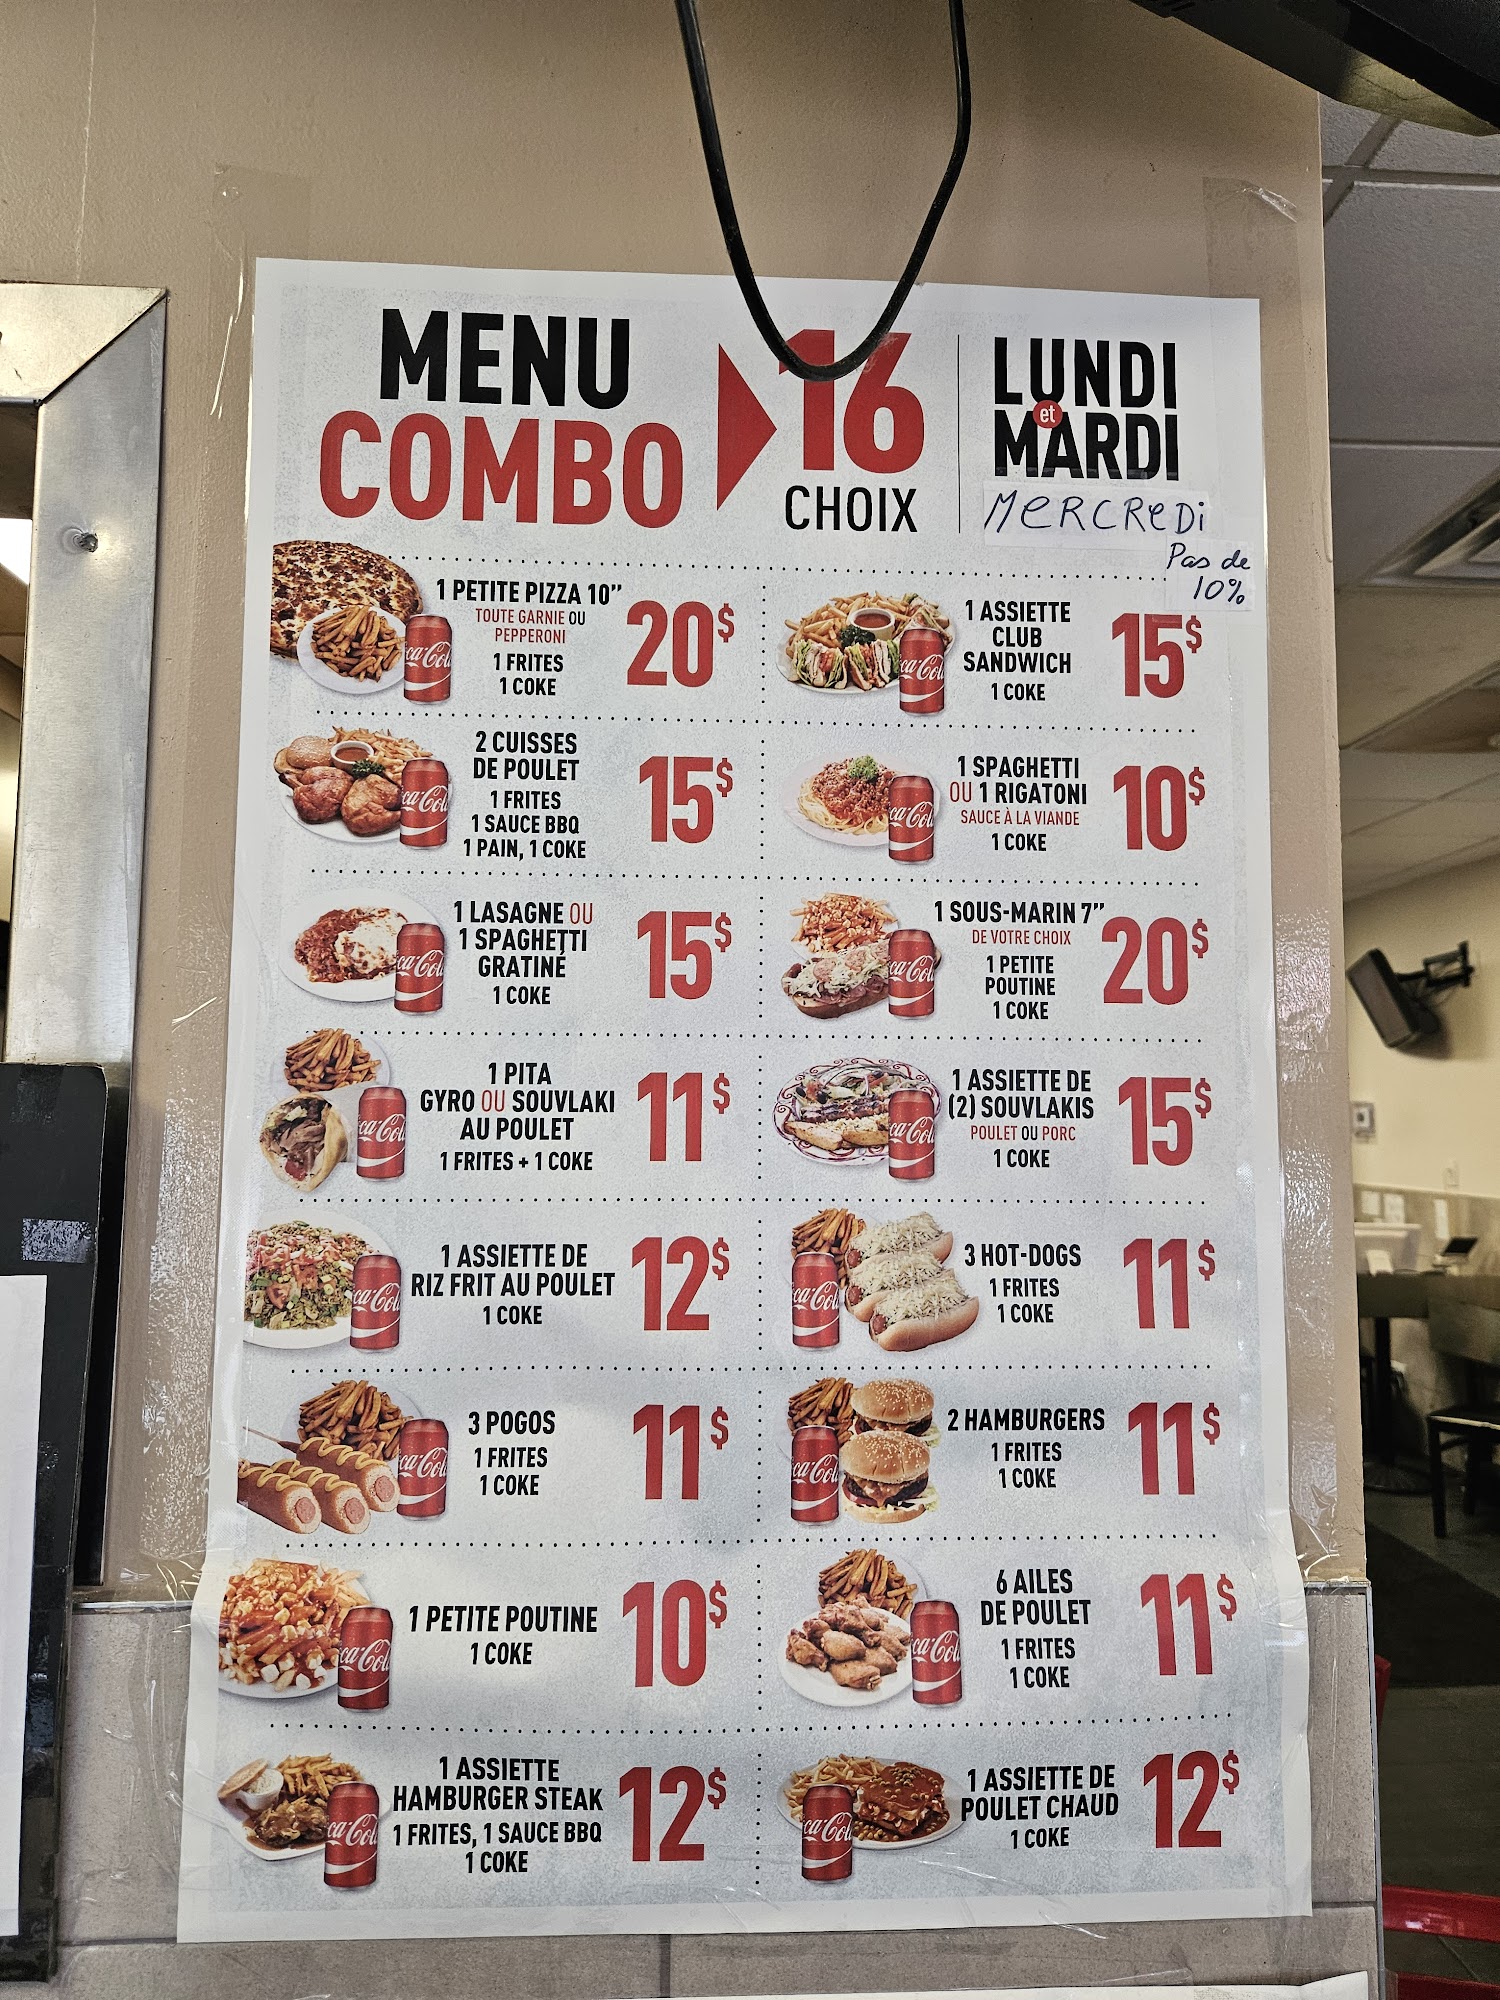 MENU
COMBO
16
CHOIX
LUNDI
et
MARDI
MERCREDi
Pas de
10%
1 PETITE PIZZA 10”
TOUTE GARNIE OU
PEPPERONI
1 FRITES
1 COKE
20$
1 ASSIETTE
CLUB
SANDWICH
1 COKE
15$
2 CUISSES
DE POULET
1 FRITES
1 SAUCE BBQ
1 PAIN, 1 COKE
15$
1 SPAGHETTI
OU 1 RIGATONI
SAUCE À LA VIANDE
1 COKE
10$
1 LASAGNE OU
1 SPAGHETTI
GRATINÉ
1 COKE
15$
1 SOUS-MARIN 7”
DE VOTRE CHOIX
1 PETITE
POUTINE
1 COKE
20$
1 PITA
GYRO OU SOUVLAKI
AU POULET
1 FRITES + 1 COKE
11$
1 ASSIETTE DE
(2) SOUVLAKIS
POULET OU PORC
1 COKE
15$
1 ASSIETTE DE
RIZ FRIT AU POULET
1 COKE
12$
3 HOT-DOGS
1 FRITES
1 COKE
11$
3 POGOS
1 FRITES
1 COKE
11$
2 HAMBURGERS
1 FRITES
1 COKE
11$
1 PETITE POUTINE
1 COKE
10$
6 AILES
DE POULET
1 FRITES
1 COKE
11$
1 ASSIETTE
HAMBURGER STEAK
1 FRITES, 1 SAUCE BBQ
1 COKE
12$
1 ASSIETTE DE
POULET CHAUD
1 COKE
12$